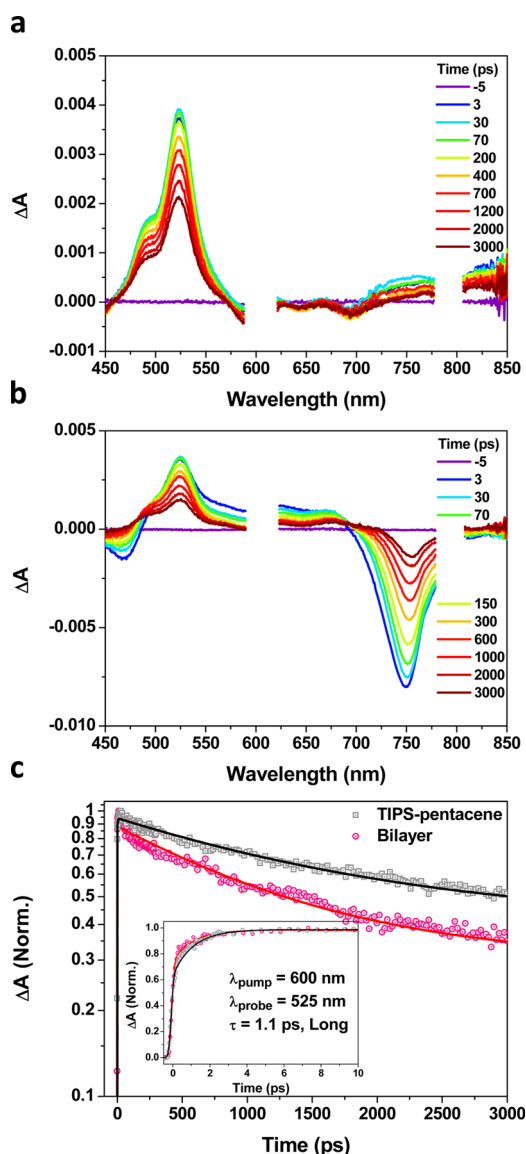 a
Time (ps)
-5
3
30
70
200
400
700
1200
2000
3000
0.005
0.004
0.003
0.002
0.001
0.000
-0.001
ΔA
450 500 550 600 650 700 750 800 850
Wavelength (nm)
b
Time (ps)
-5
3
30
70
150
300
600
1000
2000
3000
0.005
0.000
-0.005
-0.010
ΔA
450 500 550 600 650 700 750 800 850
Wavelength (nm)
c
TIPS-pentacene
Bilayer
1
0.9
0.8
0.7
0.6
0.5
0.4
0.3
0.2
0.1
ΔA (Norm.)
1.0
0.8
0.6
0.4
0.2
0.0
ΔA (Norm.)
λpump = 600 nm
λprobe = 525 nm
τ = 1.1 ps, Long
0 2 4 6 8 10
Time (ps)
0 500 1000 1500 2000 2500 3000
Time (ps)